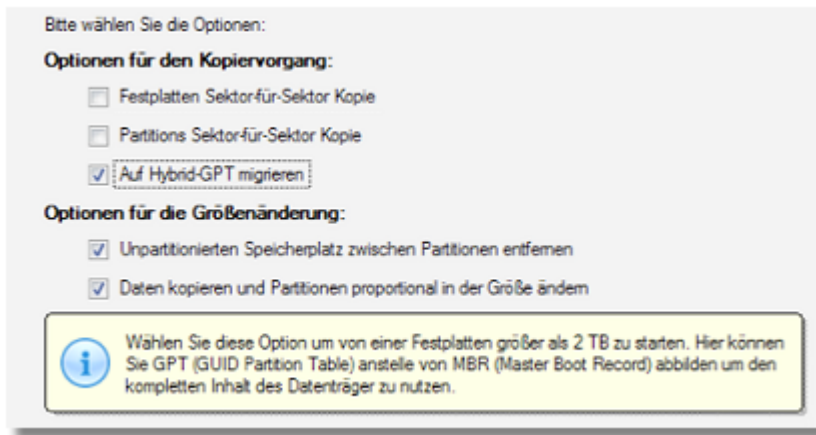 Bitte wählen Sie die Optionen:
Optionen für den Kopiervorgang:
Festplatten Sektor-für-Sektor Kopie
Partitions Sektor-für-Sektor Kopie
Auf Hybrid-GPT migrieren
Optionen für die Größenänderung:
Unpartitionierten Speicherplatz zwischen Partitionen entfernen
Daten kopieren und Partitionen proportional in der Größe ändern
Wählen Sie diese Option um von einer Festplatten größer als 2 TB zu starten. Hier können
Sie GPT (GUID Partition Table) anstelle von MBR (Master Boot Record) abbilden um den
kompletten Inhalt des Datenträger zu nutzen.